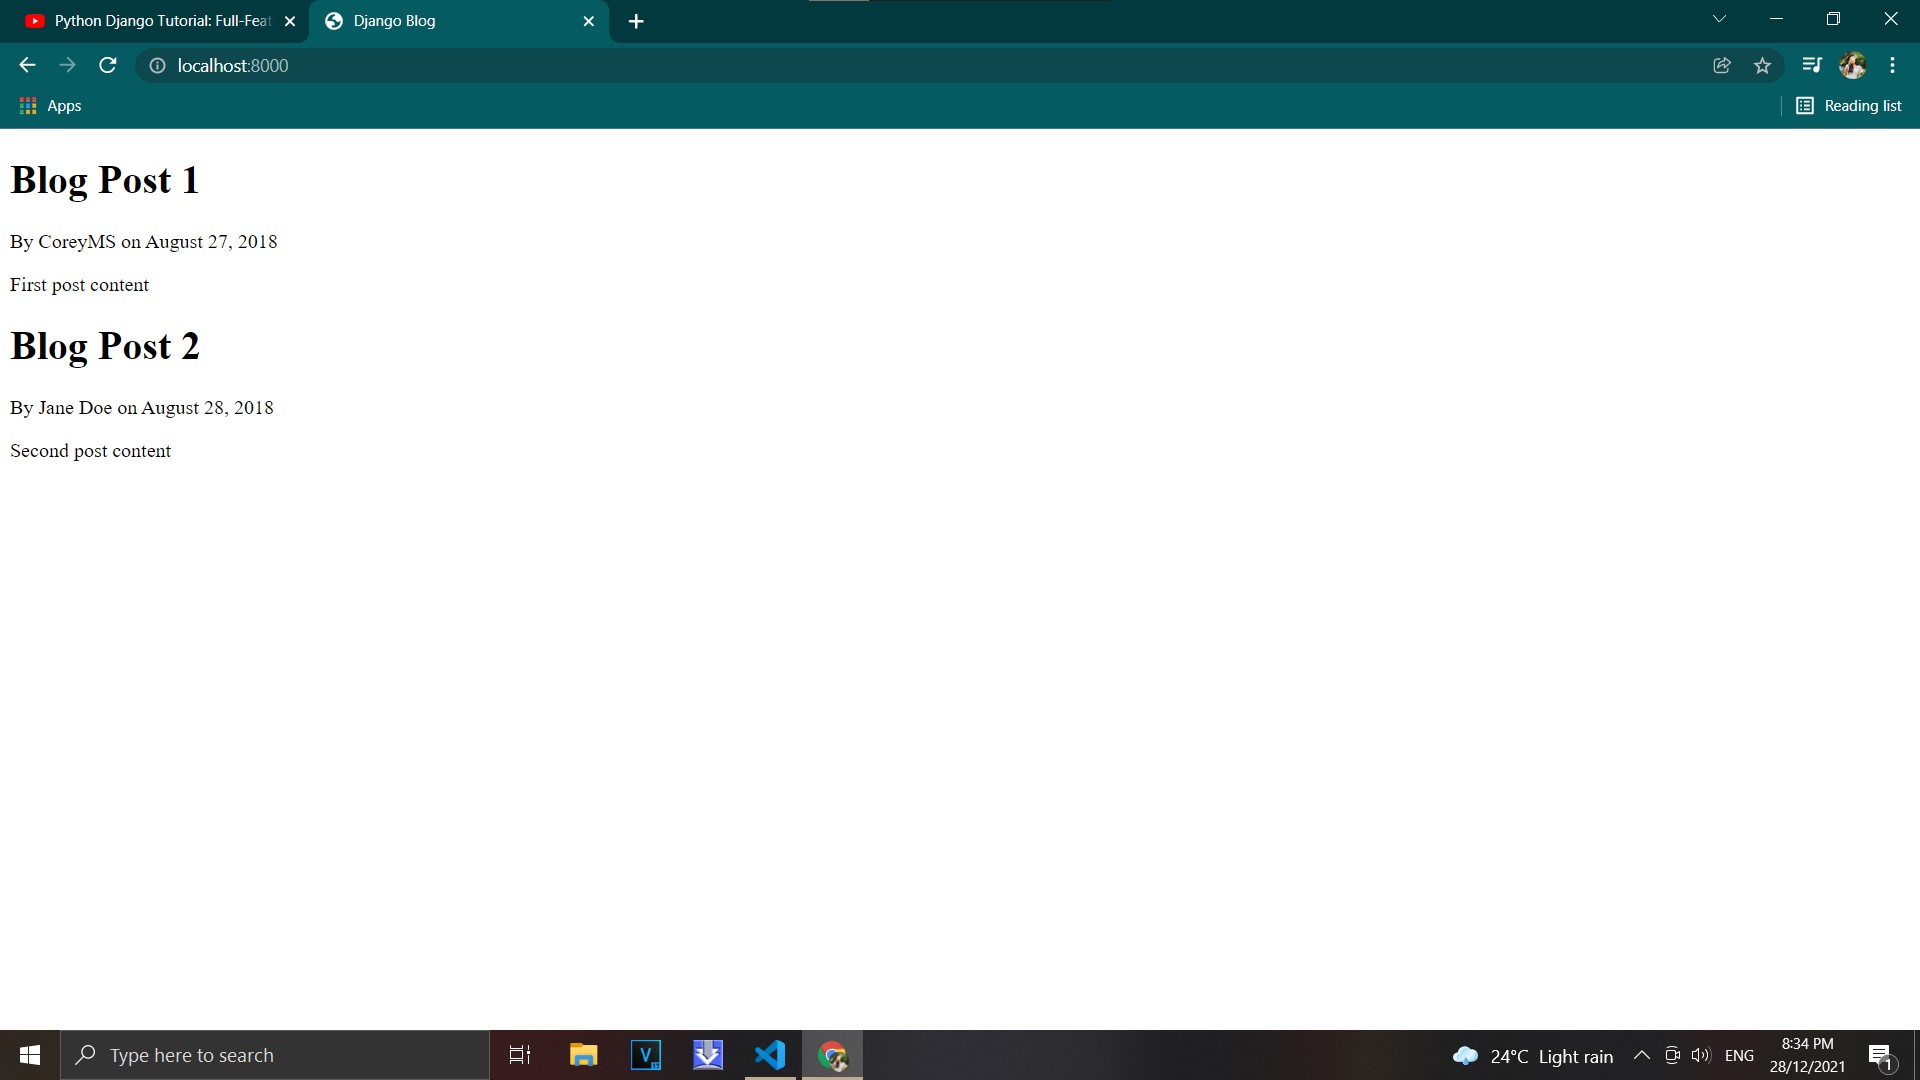 Python Django Tutorial: Full-Feat
Django Blog
localhost:8000
Apps
Reading list
Blog Post 1
By CoreyMS on August 27, 2018
First post content
Blog Post 2
By Jane Doe on August 28, 2018
Second post content
Type here to search
V
17
24°C Light rain
ENG
8:34 PM
28/12/2021
1